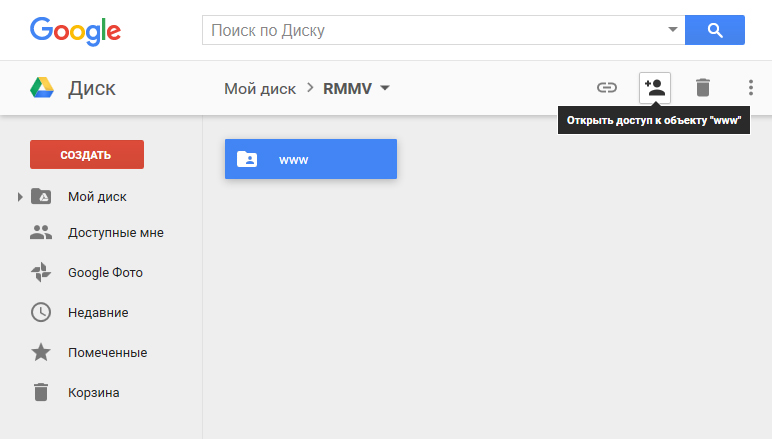 Google
Поиск по Диску
Диск
Мой диск > RMMV
Открыть доступ к объекту "www"
СОЗДАТЬ
www
Мой диск
Доступные мне
Google Фото
Недавние
Помеченные
Корзина